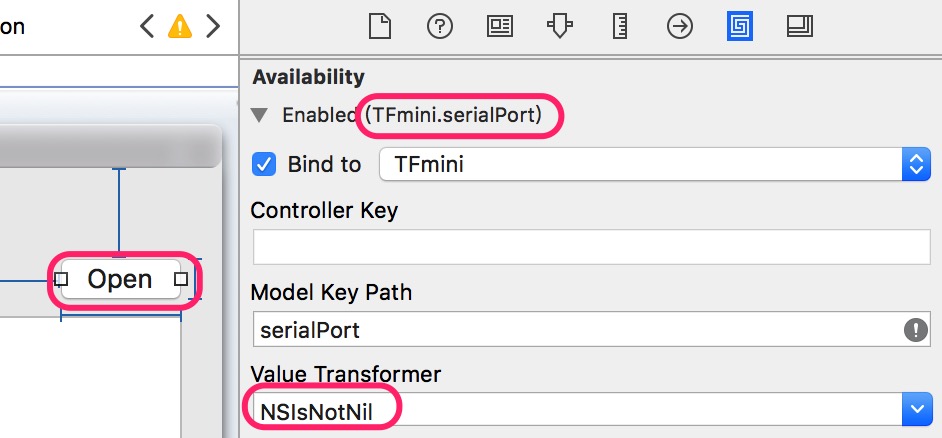 on
Availability
Enabled (TFmini.serialPort)
Bind to TFmini
Controller Key
Open
Model Key Path
serialPort
Value Transformer
NSIsNotNil